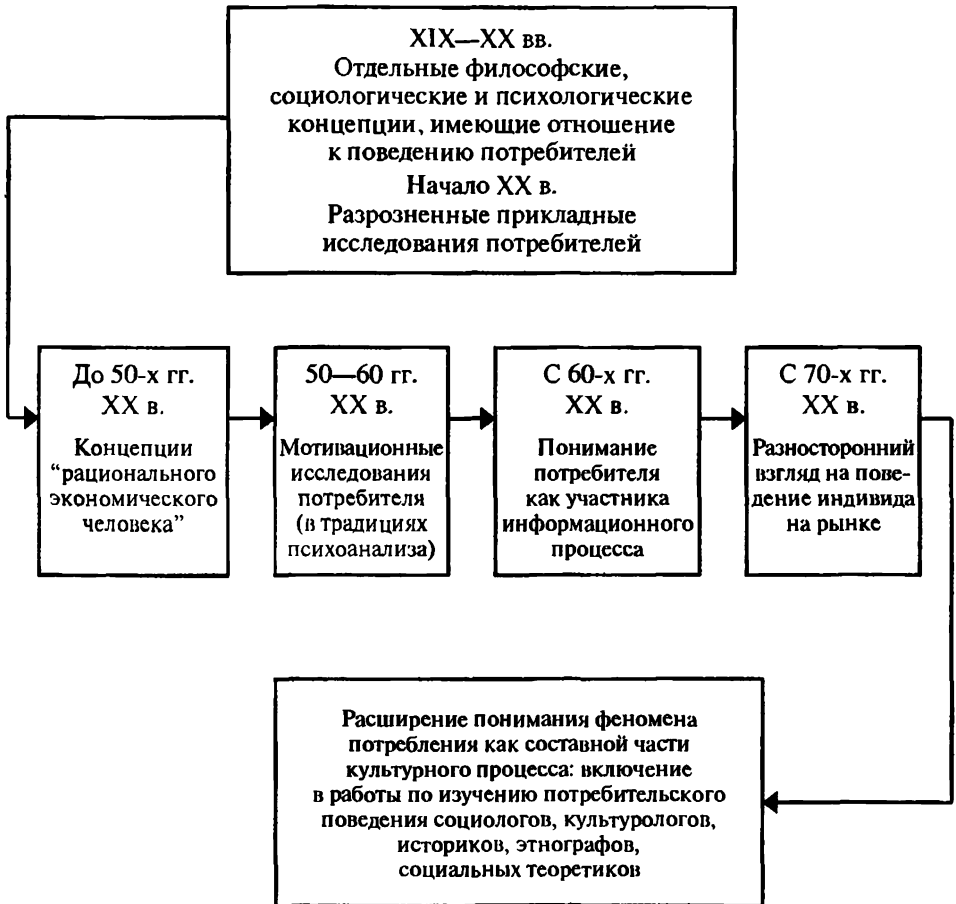 XIX—XX вв.
Отдельные философские,
социологические и психологические
концепции, имеющие отношение
к поведению потребителей
Начало XX в.
Разрозненные прикладные
исследования потребителей
До 50-х гг.
XX в.
Концепции
“рационального
экономического
человека”
50—60 гг.
XX в.
Мотивационные
исследования
потребителя
(в традициях
психоанализа)
С 60-х гг.
XX в.
Понимание
потребителя
как участника
информационного
процесса
С 70-х гг.
XX в.
Разносторонний
взгляд на пове-
дение индивида
на рынке
Расширение понимания феномена
потребления как составной части
культурного процесса: включение
в работы по изучению потребительского
поведения социологов, культурологов,
историков, этнографов,
социальных теоретиков